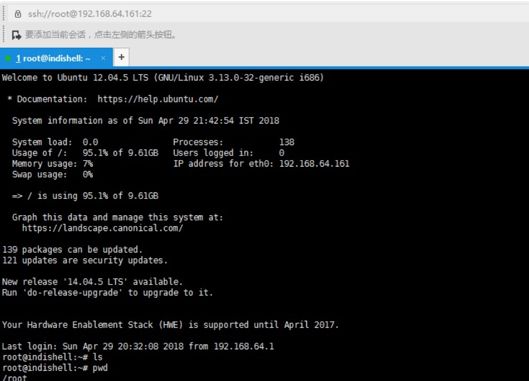 ssh://root@192.168.64.161:22
要添加当前会话，点击左侧的箭头按钮。
1 root@indishell: ~ × +
Welcome to Ubuntu 12.04.5 LTS (GNU/Linux 3.13.0-32-generic i686)
* Documentation:  https://help.ubuntu.com/
System information as of Sun Apr 29 21:42:54 IST 2018
System load:  0.0 Processes: 138
Usage of /:   95.1% of 9.61GB Users logged in: 0
Memory usage: 7% IP address for eth0: 192.168.64.161
Swap usage:   0%
=> / is using 95.1% of 9.61GB
Graph this data and manage this system at:
https://landscape.canonical.com/
139 packages can be updated.
121 updates are security updates.
New release '14.04.5 LTS' available.
Run 'do-release-upgrade' to upgrade to it.
Your Hardware Enablement Stack (HWE) is supported until April 2017.
Last login: Sun Apr 29 20:32:08 2018 from 192.168.64.1
root@indishell:~# ls
root@indishell:~# pwd
/root